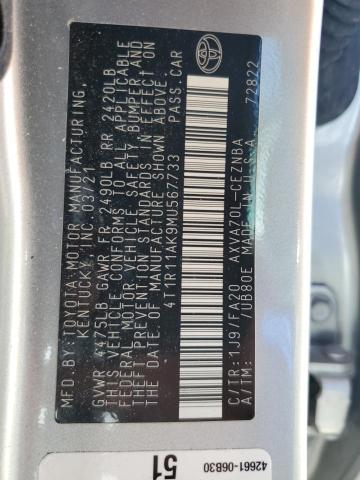 MFD. BY: TOYOTA MOTOR MANUFACTURING,
KENTUCKY, INC. 03/21
GVWR 4475LB GAWR FR 2490LB RR 2420LB
THIS VEHICLE CONFORMS TO ALL APPLICABLE
FEDERAL MOTOR VEHICLE SAFETY, BUMPER, AND
THEFT PREVENTION STANDARDS IN EFFECT ON
THE DATE OF MANUFACTURE SHOWN ABOVE.
4T1R11AK9MU567733 PASS.CAR
C/TR:1J9/FA20 AXVA70L-CEZNBA
A/TM: /UB80E MADE IN U.S.A. 72822
42661-06B30
51